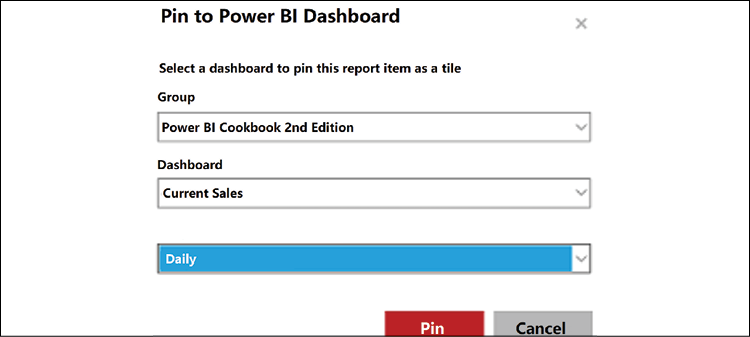 Pin to Power BI Dashboard
Select a dashboard to pin this report item as a tile
Group
Power BI Cookbook 2nd Edition
Dashboard
Current Sales
Daily
Pin Cancel